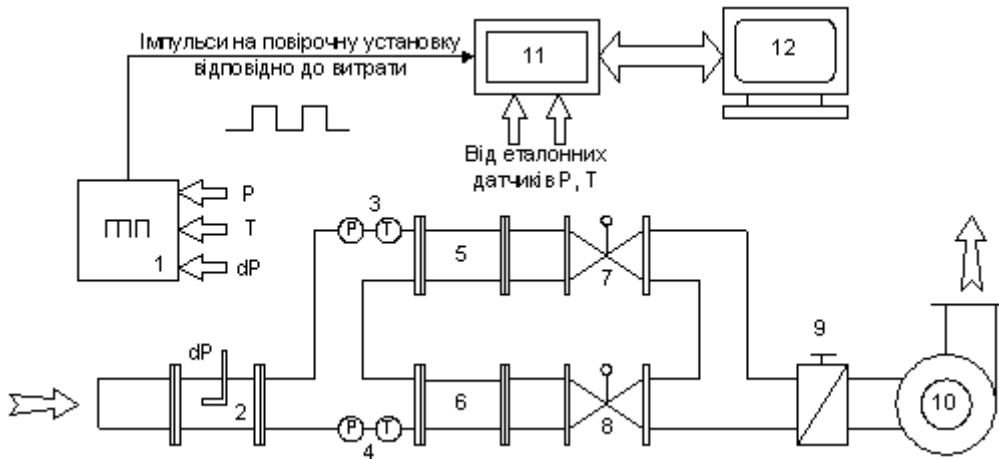 Імпульси на повірочну установку
відповідно до витрати
11
12
Від еталонних
датчиків Р, Т
ГЛП
1
P
T
dP
3
P T
5
7
dP
2
P T
4
6
8
9
10